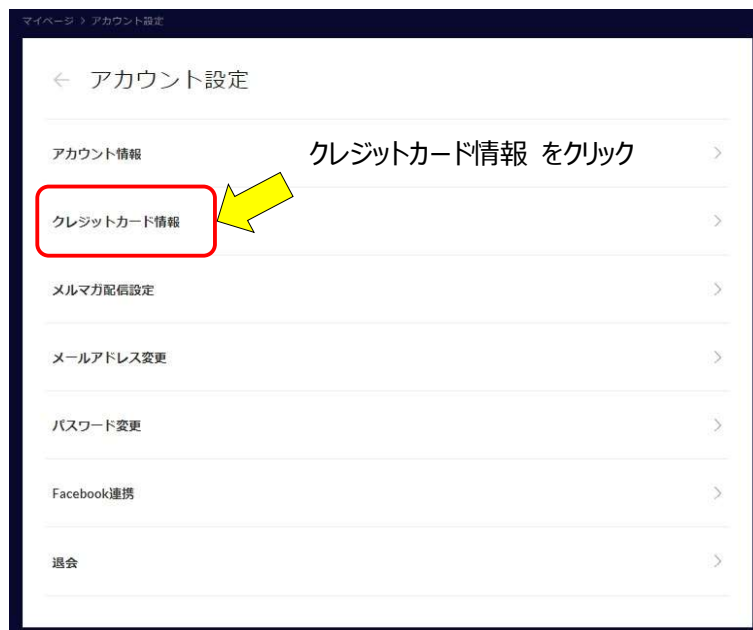 マイページ > アカウント設定
← アカウント設定
アカウント情報
クレジットカード情報 をクリック
クレジットカード情報
メルマガ配信設定
メールアドレス変更
パスワード変更
Facebook連携
退会